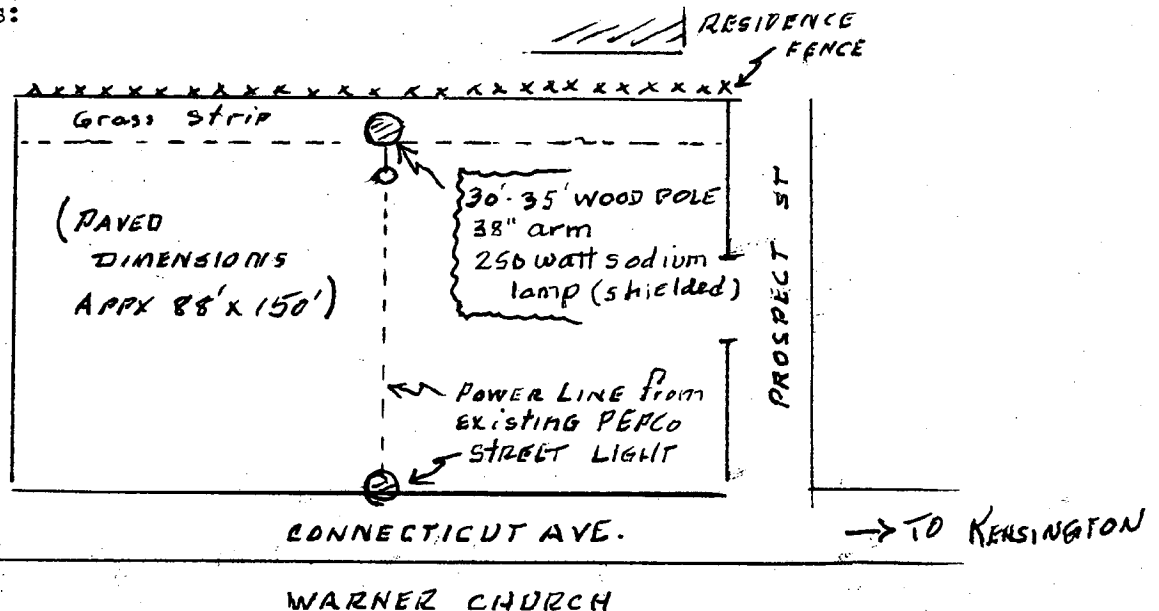 s:
RESIDENCE
FENCE
Grass Strip
(PAVED
DIMENSIONS
APPX 88'X 150')
30'-35' WOOD POLE
38" arm
250 watt sodium
lamp (shielded)
PROSPECT ST
POWER LINE from
Existing PEPCo
STREET LIGHT
CONNECTICUT AVE.
→ TO KENSINGTON
WARNER CHURCH